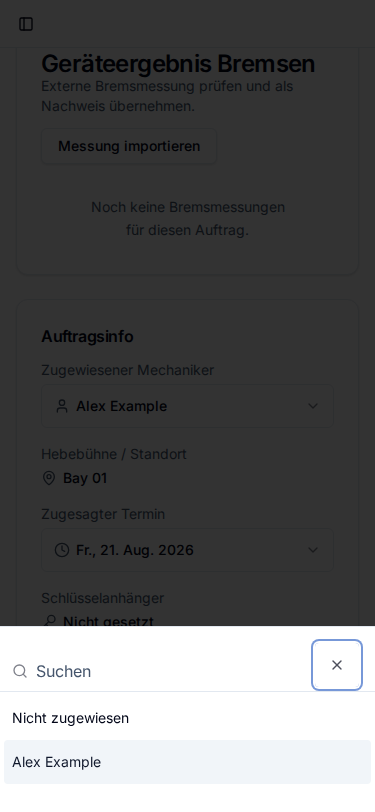 Geräteergebnis Bremsen
Externe Bremsmessung prüfen und als
Nachweis übernehmen.
Messung importieren
Noch keine Bremsmessungen
für diesen Auftrag.
Auftragsinfo
Zugewiesener Mechaniker
Alex Example
Hebebühne / Standort
Bay 01
Zugesagter Termin
Fr., 21. Aug. 2026
Schlüsselanhänger
Nicht gesetzt
Suchen
Nicht zugewiesen
Alex Example